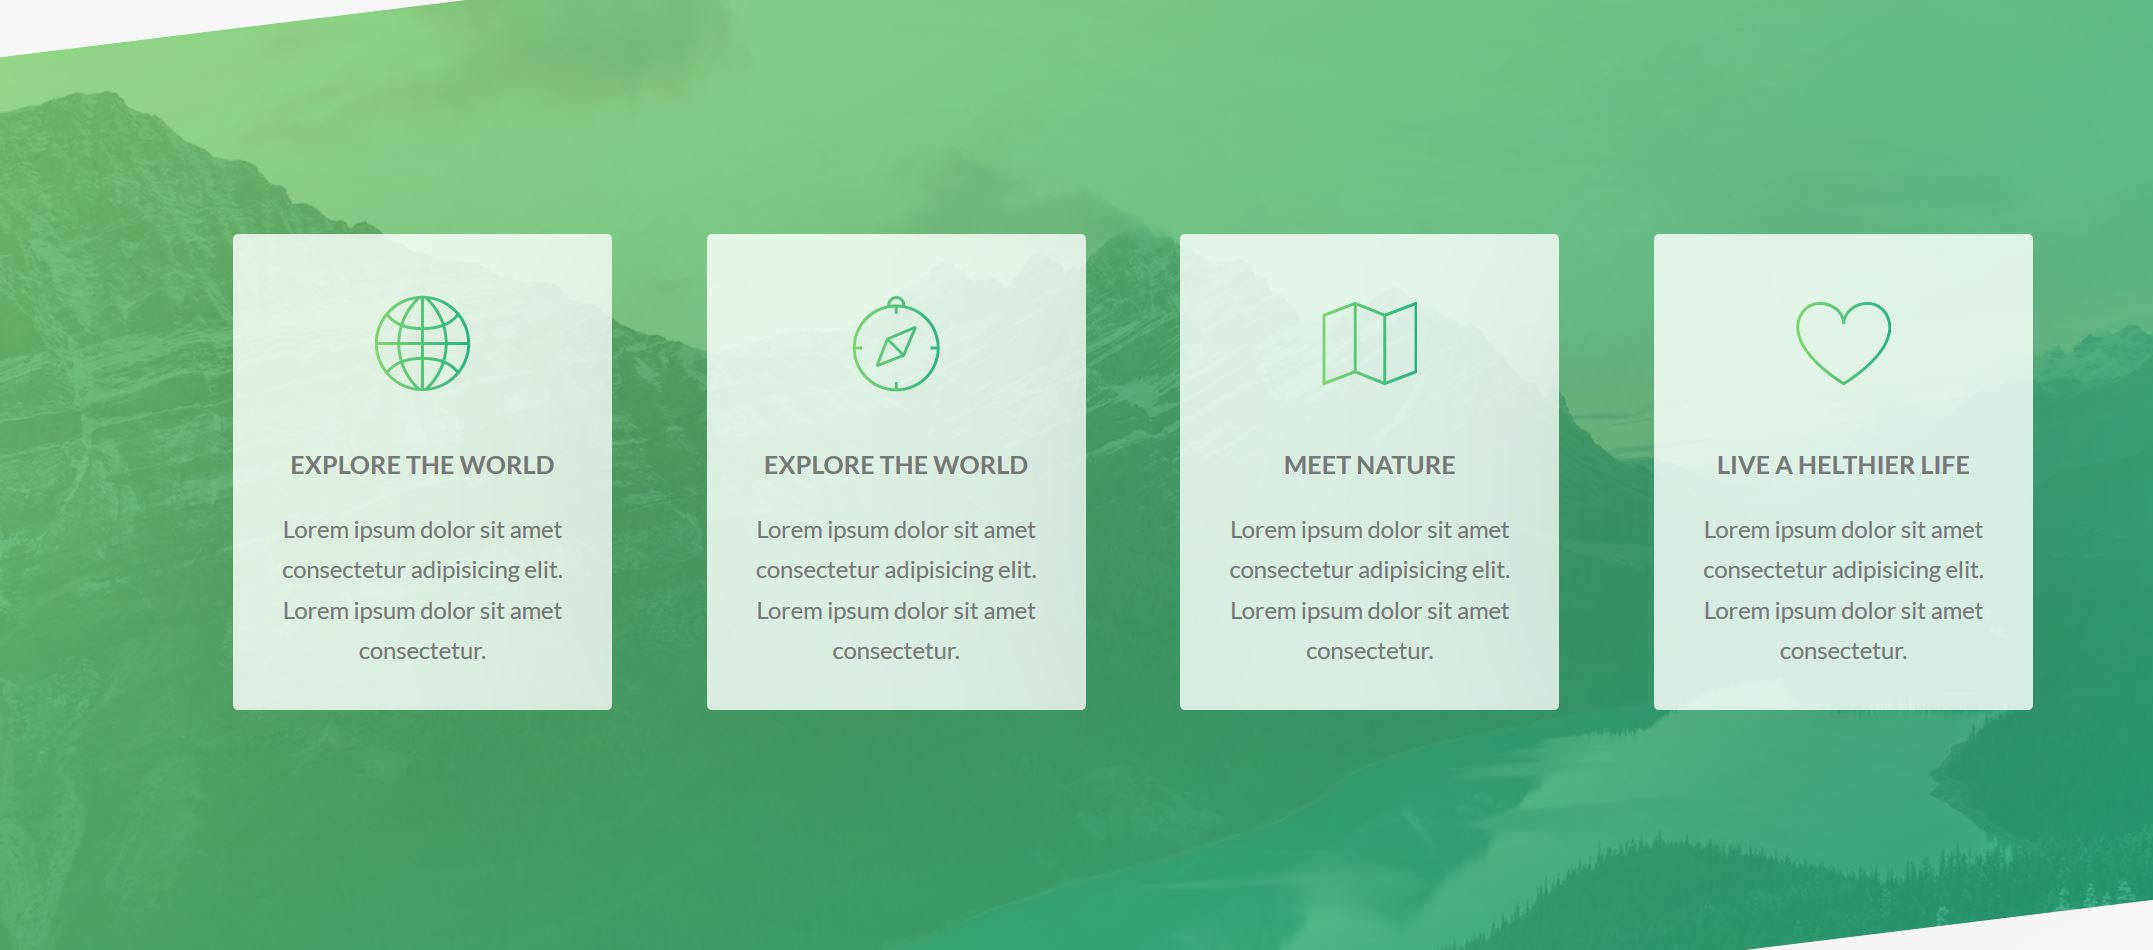 EXPLORE THE WORLD
Lorem ipsum dolor sit amet
consectetur adipisicing elit.
Lorem ipsum dolor sit amet
consectetur.
EXPLORE THE WORLD
Lorem ipsum dolor sit amet
consectetur adipisicing elit.
Lorem ipsum dolor sit amet
consectetur.
MEET NATURE
Lorem ipsum dolor sit amet
consectetur adipisicing elit.
Lorem ipsum dolor sit amet
consectetur.
LIVE A HELTHIER LIFE
Lorem ipsum dolor sit amet
consectetur adipisicing elit.
Lorem ipsum dolor sit amet
consectetur.